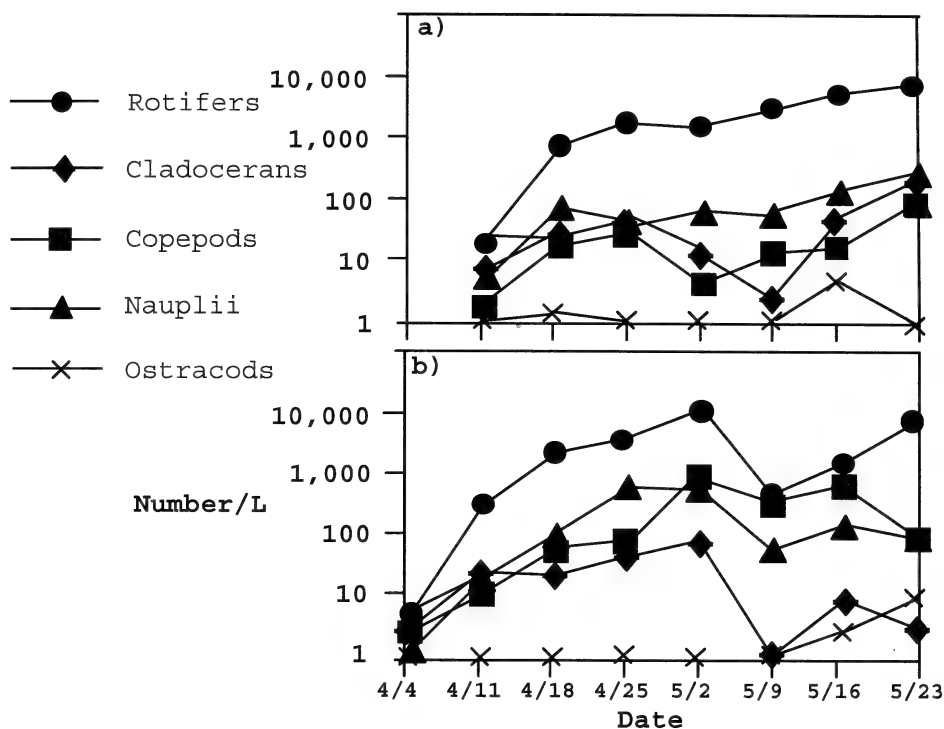 a)
10,000
1,000
100
10
1
Rotifers
Cladocerans
Copepods
Nauplii
Ostracods
b)
10,000
1,000
100
10
1
Number/L
4/4 4/11 4/18 4/25 5/2 5/9 5/16 5/23
Date